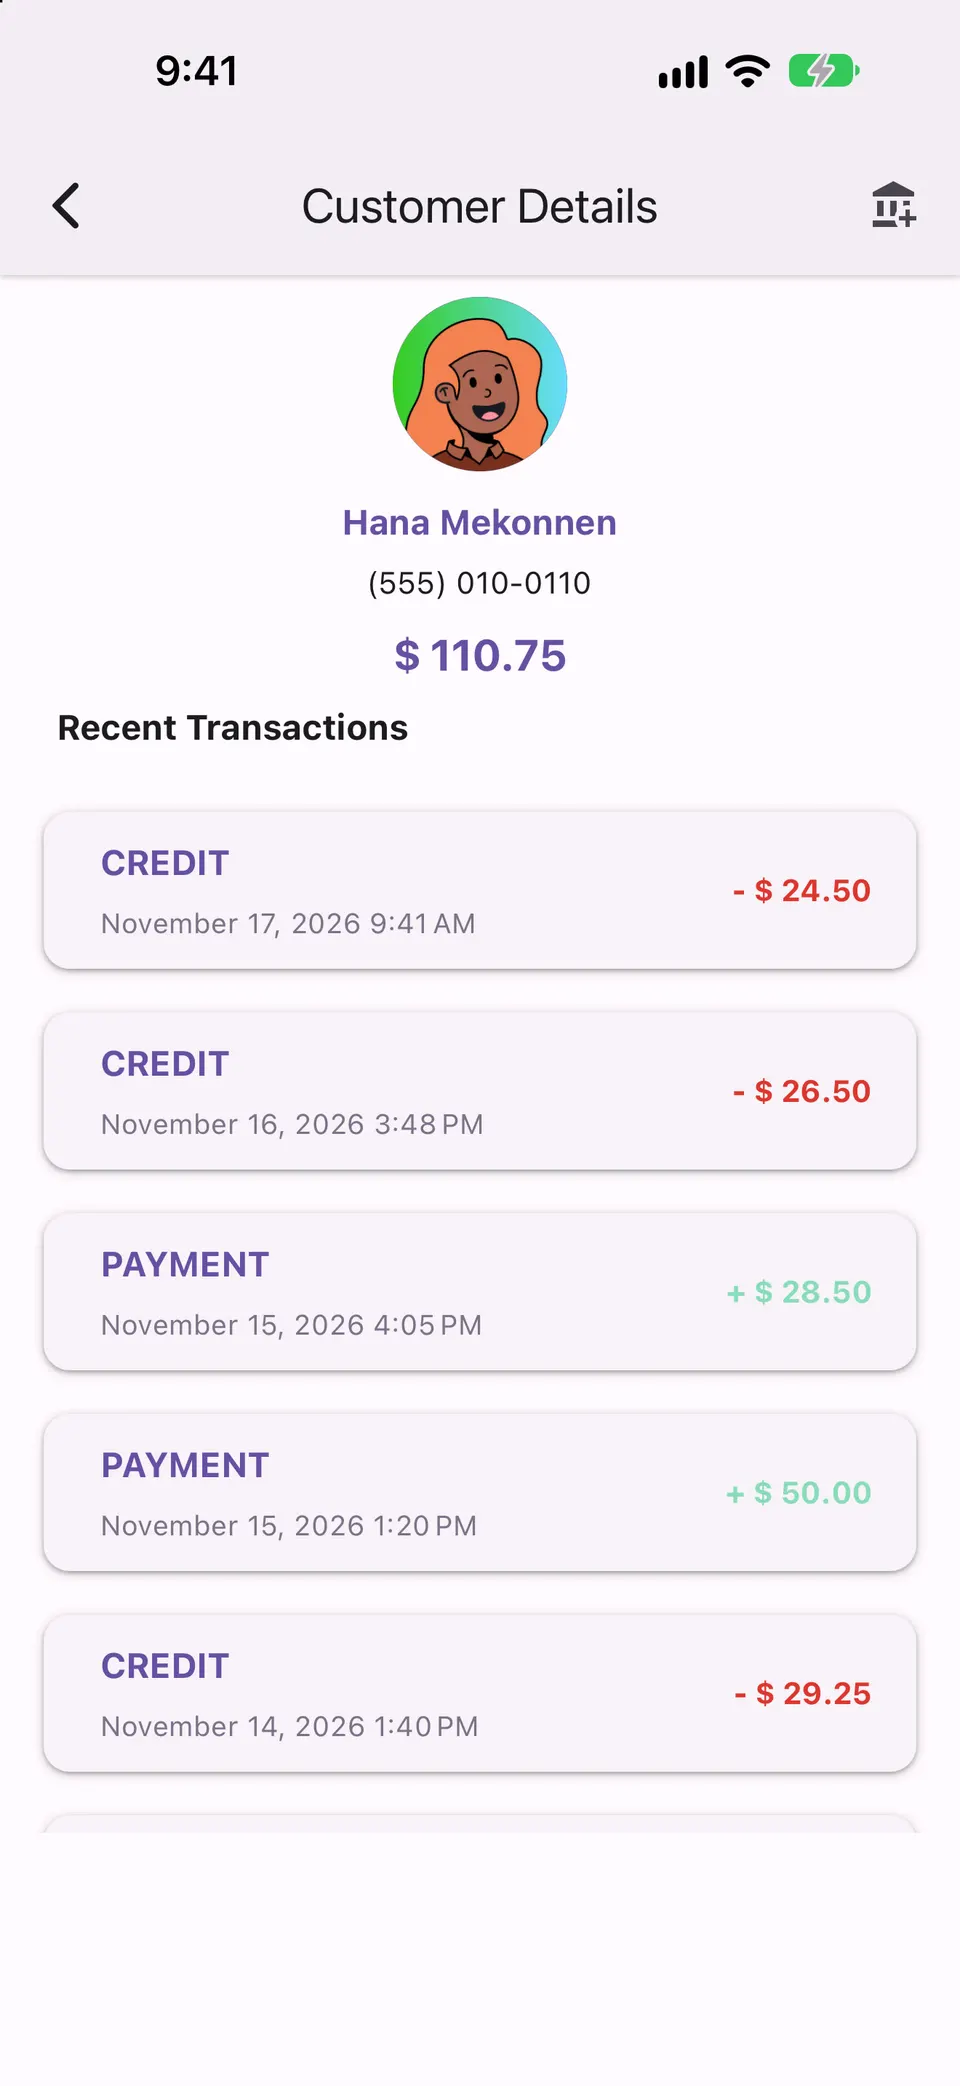 9:41
Customer Details
Hana Mekonnen
(555) 010-0110
$ 110.75
Recent Transactions
CREDIT
November 17, 2026 9:41 AM
- $ 24.50
CREDIT
November 16, 2026 3:48 PM
- $ 26.50
PAYMENT
November 15, 2026 4:05 PM
+ $ 28.50
PAYMENT
November 15, 2026 1:20 PM
+ $ 50.00
CREDIT
November 14, 2026 1:40 PM
- $ 29.25